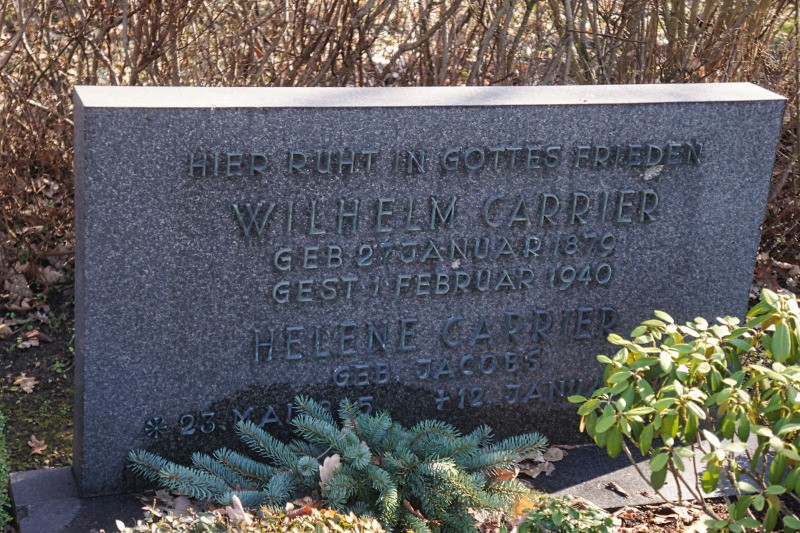 HIER RUHT IN GOTTES FRIEDEN
WILHELM CARRIER
GEB 27 JANUAR 1879
GEST 1 FEBRUAR 1940
HELENE CARRIER
GEB. JACOBS
* 23. MAI +12.